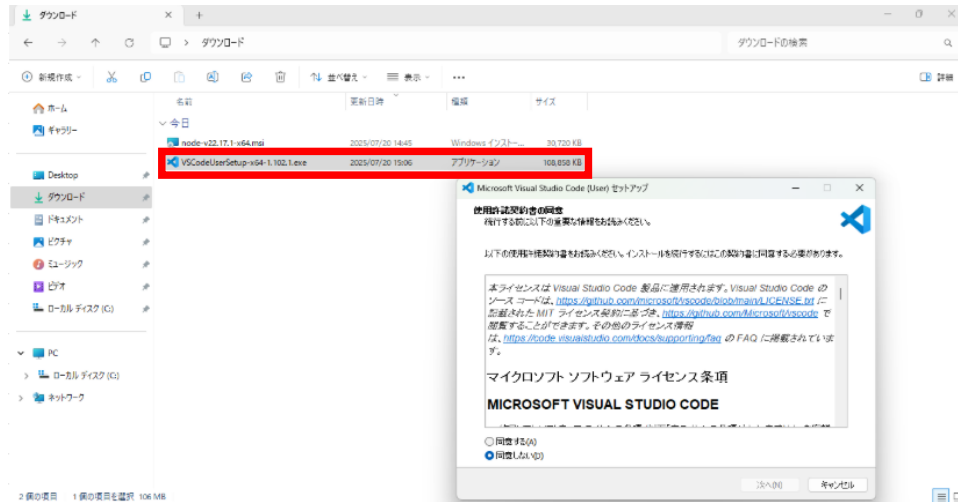 ダウンロード
ダウンロード
ダウンロードの検索
新規作成
並べ替え
表示
詳細
名前
更新日時
種類
サイズ
今日
node-v22.17.1-x64.msi
2025/07/20 14:45
Windows インストー...
30,720 KB
VSCodeUserSetup-x64-1.102.1.exe
2025/07/20 15:06
アプリケーション
108,858 KB
ホーム
ギャラリー
Desktop
ダウンロード
ドキュメント
ピクチャ
ミュージック
ビデオ
ローカル ディスク (C:)
PC
ローカル ディスク (C:)
ネットワーク
2 個の項目
1 個の項目を選択 106 MB
Microsoft Visual Studio Code (User) セットアップ
使用許諾契約書の同意
続行する前に以下の重要な情報をお読みください。
以下の使用許諾契約書をお読みください。インストールを続行するにはこの契約書に同意する必要があります。
本ライセンスは Visual Studio Code 製品に適用されます。Visual Studio Code の
ソース コードは、https://github.com/microsoft/vscode/blob/main/LICENSE.txt に
記載された MIT ライセンス契約に基づき、https://github.com/Microsoft/vscode で
閲覧することができます。その他のライセンス情報
は、https://code.visualstudio.com/docs/supporting/faq の FAQ に掲載されていま
す。
マイクロソフト ソフトウェア ライセンス条項
MICROSOFT VISUAL STUDIO CODE
同意する(A)
同意しない(D)
次へ(N)
キャンセル